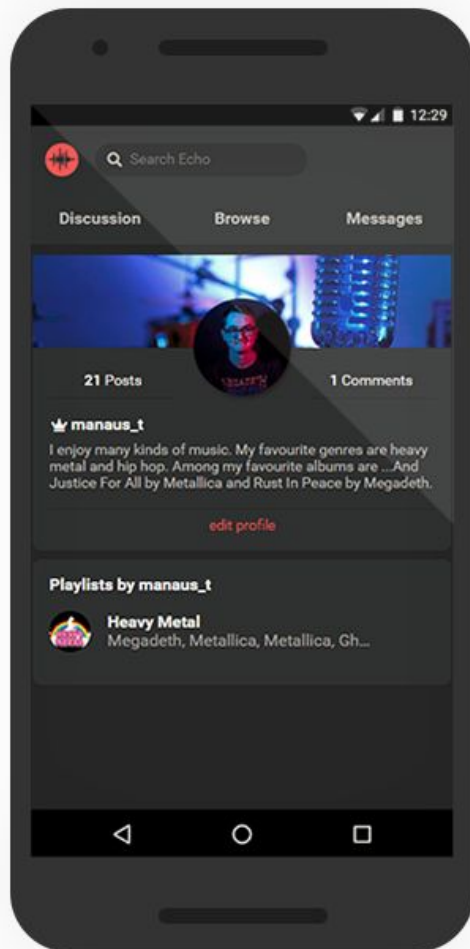 12:29
Search Echo
Discussion Browse Messages
21 Posts 1 Comments
manaus_t
I enjoy many kinds of music. My favourite genres are heavy
metal and hip hop. Among my favourite albums are ...And
Justice For All by Metallica and Rust In Peace by Megadeth.
edit profile
Playlists by manaus_t
Heavy Metal
Megadeth, Metallica, Metallica, Gh...